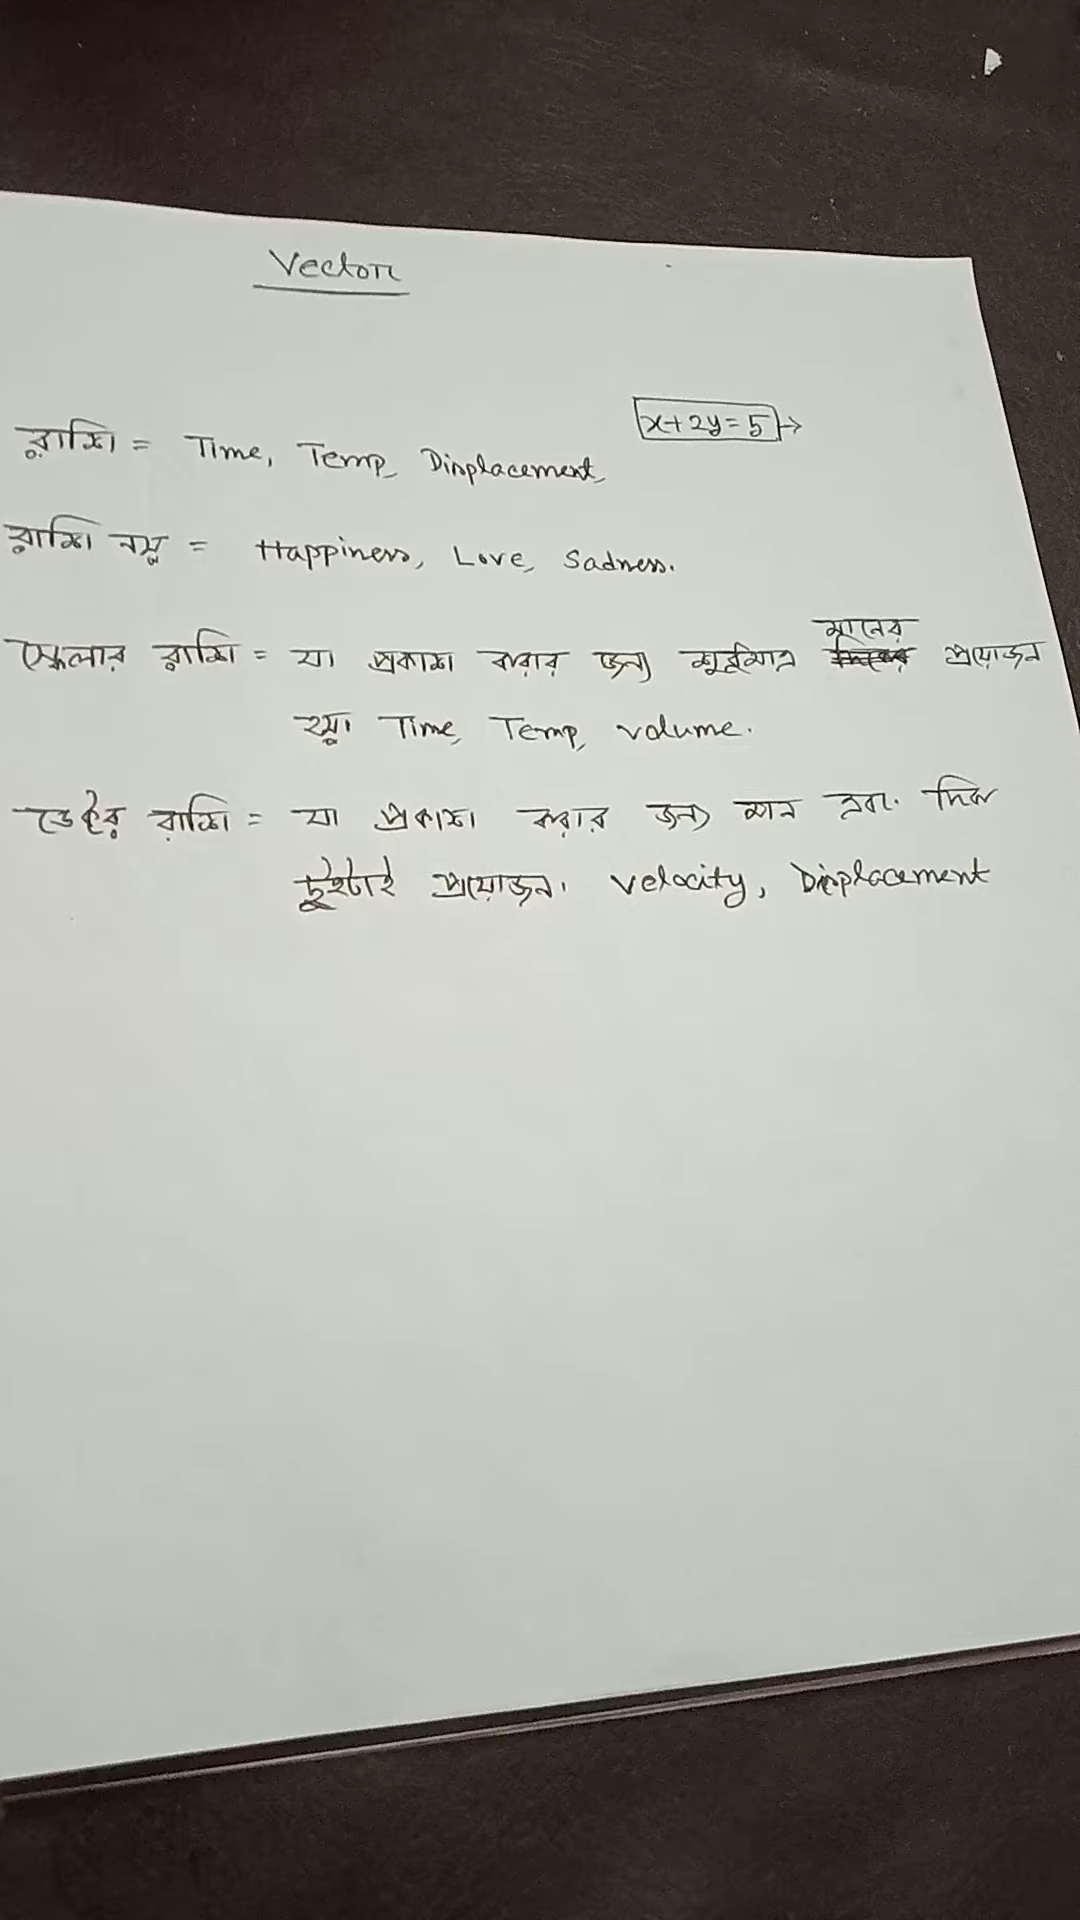 Vector
x+2y=5 →
রাশি = Time, Temp, Displacement,
রাশি নয় = Happiness, Love, Sadness.
স্কেলার রাশি = যা প্রকাশ করার জন্য শুধুমাত্র মানের প্রয়োজন
হয়। Time, Temp, volume.
ভেক্টর রাশি = যা প্রকাশ করার জন্য মান এবং দিক
দুইটাই প্রয়োজন। velocity, Displacement